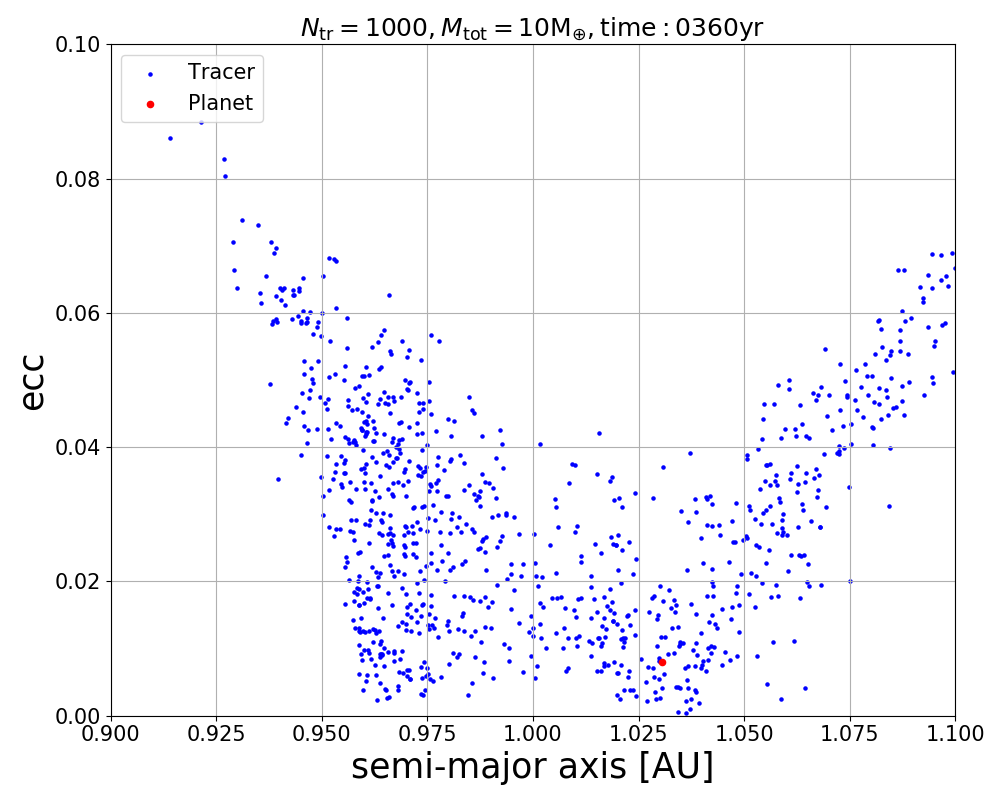 N_tr = 1000, M_tot = 10M_⊕, time : 0360yr
0.10
Tracer
Planet
0.08
0.06
ecc
0.04
0.02
0.00
0.900 0.925 0.950 0.975 1.000 1.025 1.050 1.075 1.100
semi-major axis [AU]